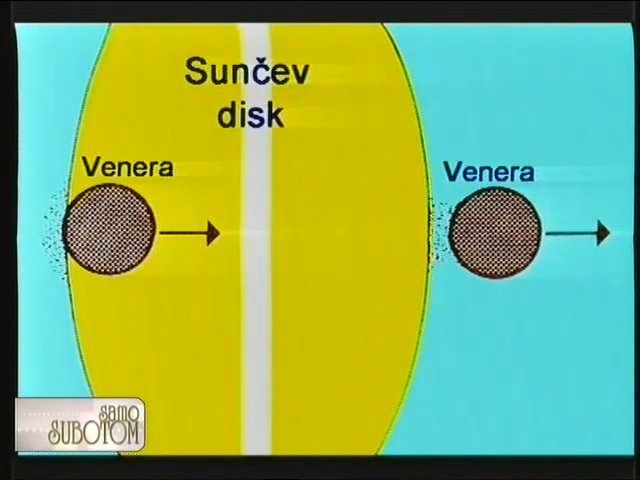 Sunčev
disk
Venera
Venera
samo
SUBOTOM